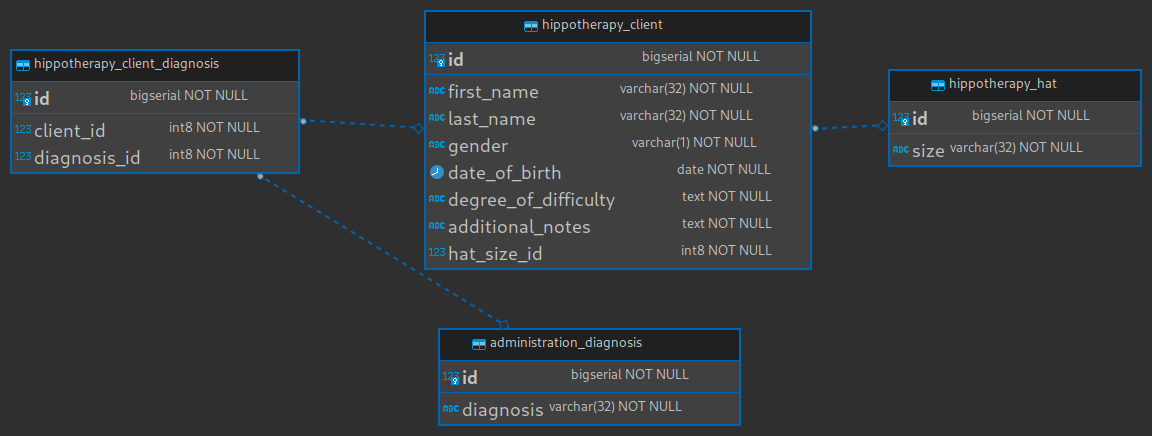 hippotherapy_client_diagnosis
123 id bigserial NOT NULL
123 client_id int8 NOT NULL
123 diagnosis_id int8 NOT NULL
hippotherapy_client
123 id bigserial NOT NULL
ABC first_name varchar(32) NOT NULL
ABC last_name varchar(32) NOT NULL
ABC gender varchar(1) NOT NULL
date_of_birth date NOT NULL
ABC degree_of_difficulty text NOT NULL
ABC additional_notes text NOT NULL
123 hat_size_id int8 NOT NULL
hippotherapy_hat
123 id bigserial NOT NULL
ABC size varchar(32) NOT NULL
administration_diagnosis
123 id bigserial NOT NULL
ABC diagnosis varchar(32) NOT NULL